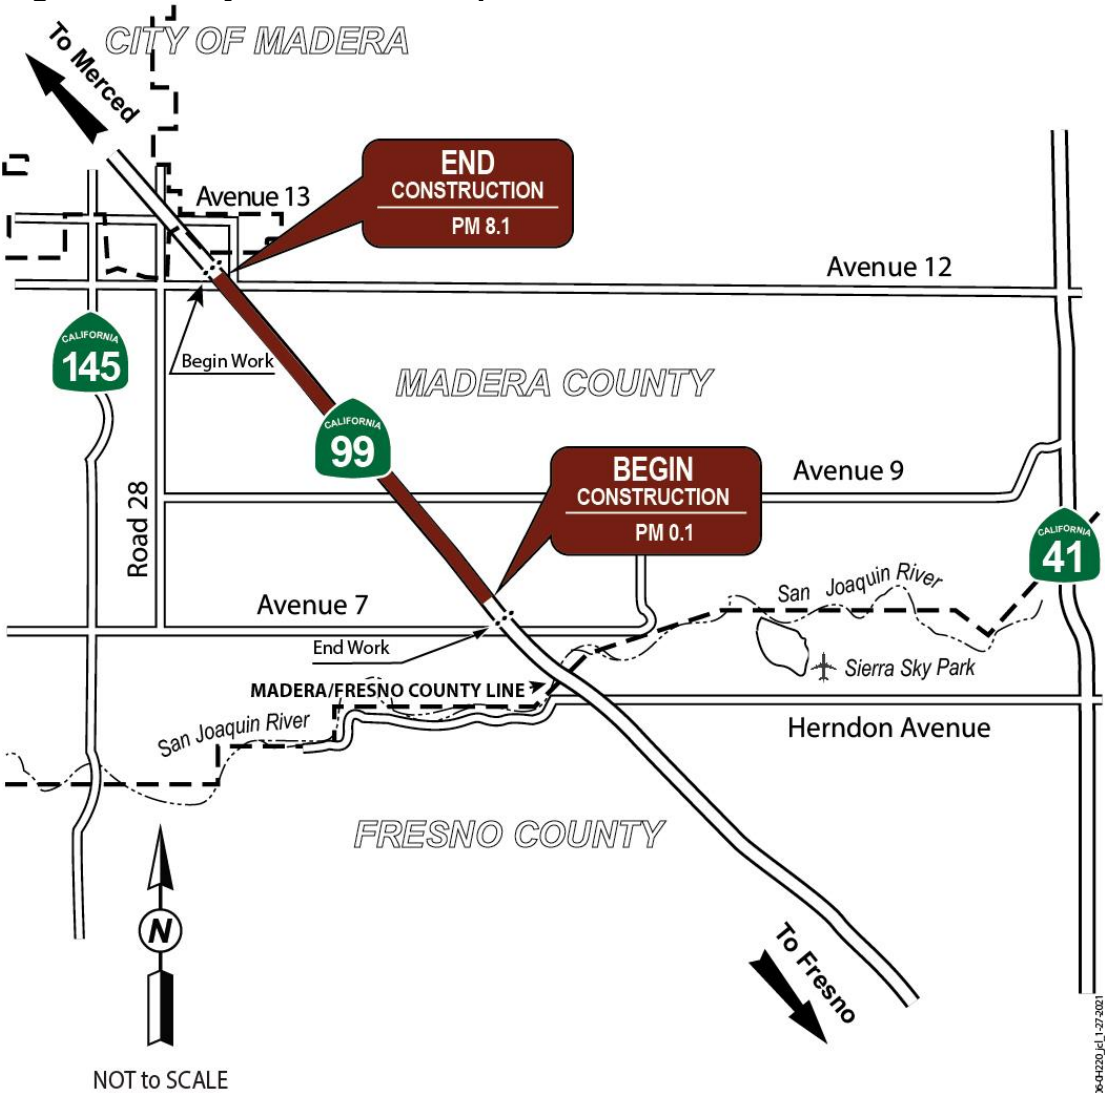 CITY OF MADERA
To Merced
END
CONSTRUCTION
PM 8.1
Avenue 13
Avenue 12
CALIFORNIA
145
Begin Work
MADERA COUNTY
CALIFORNIA
99
BEGIN
CONSTRUCTION
PM 0.1
Avenue 9
Road 28
CALIFORNIA
41
San Joaquin River
Avenue 7
End Work
Sierra Sky Park
MADERA/FRESNO COUNTY LINE
San Joaquin River
Herndon Avenue
FRESNO COUNTY
N
To Fresno
NOT to SCALE